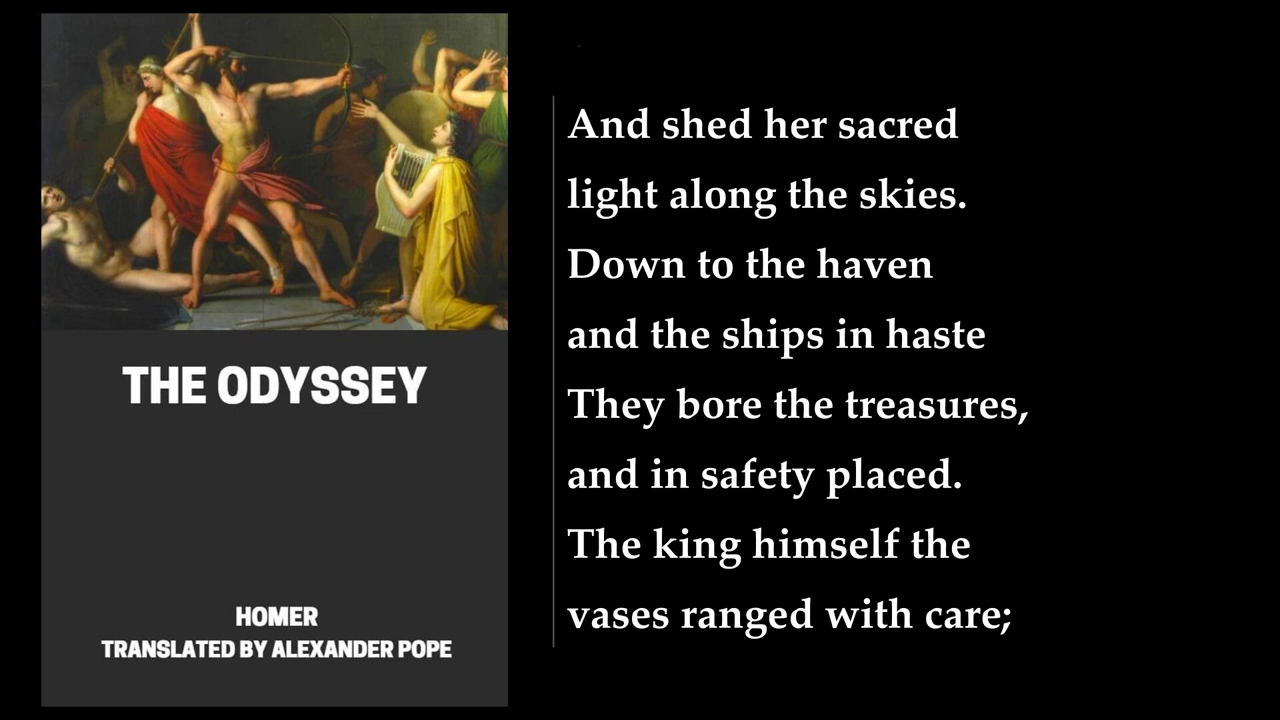 THE ODYSSEY
HOMER
TRANSLATED BY ALEXANDER POPE
And shed her sacred
light along the skies.
Down to the haven
and the ships in haste
They bore the treasures,
and in safety placed.
The king himself the
vases ranged with care;